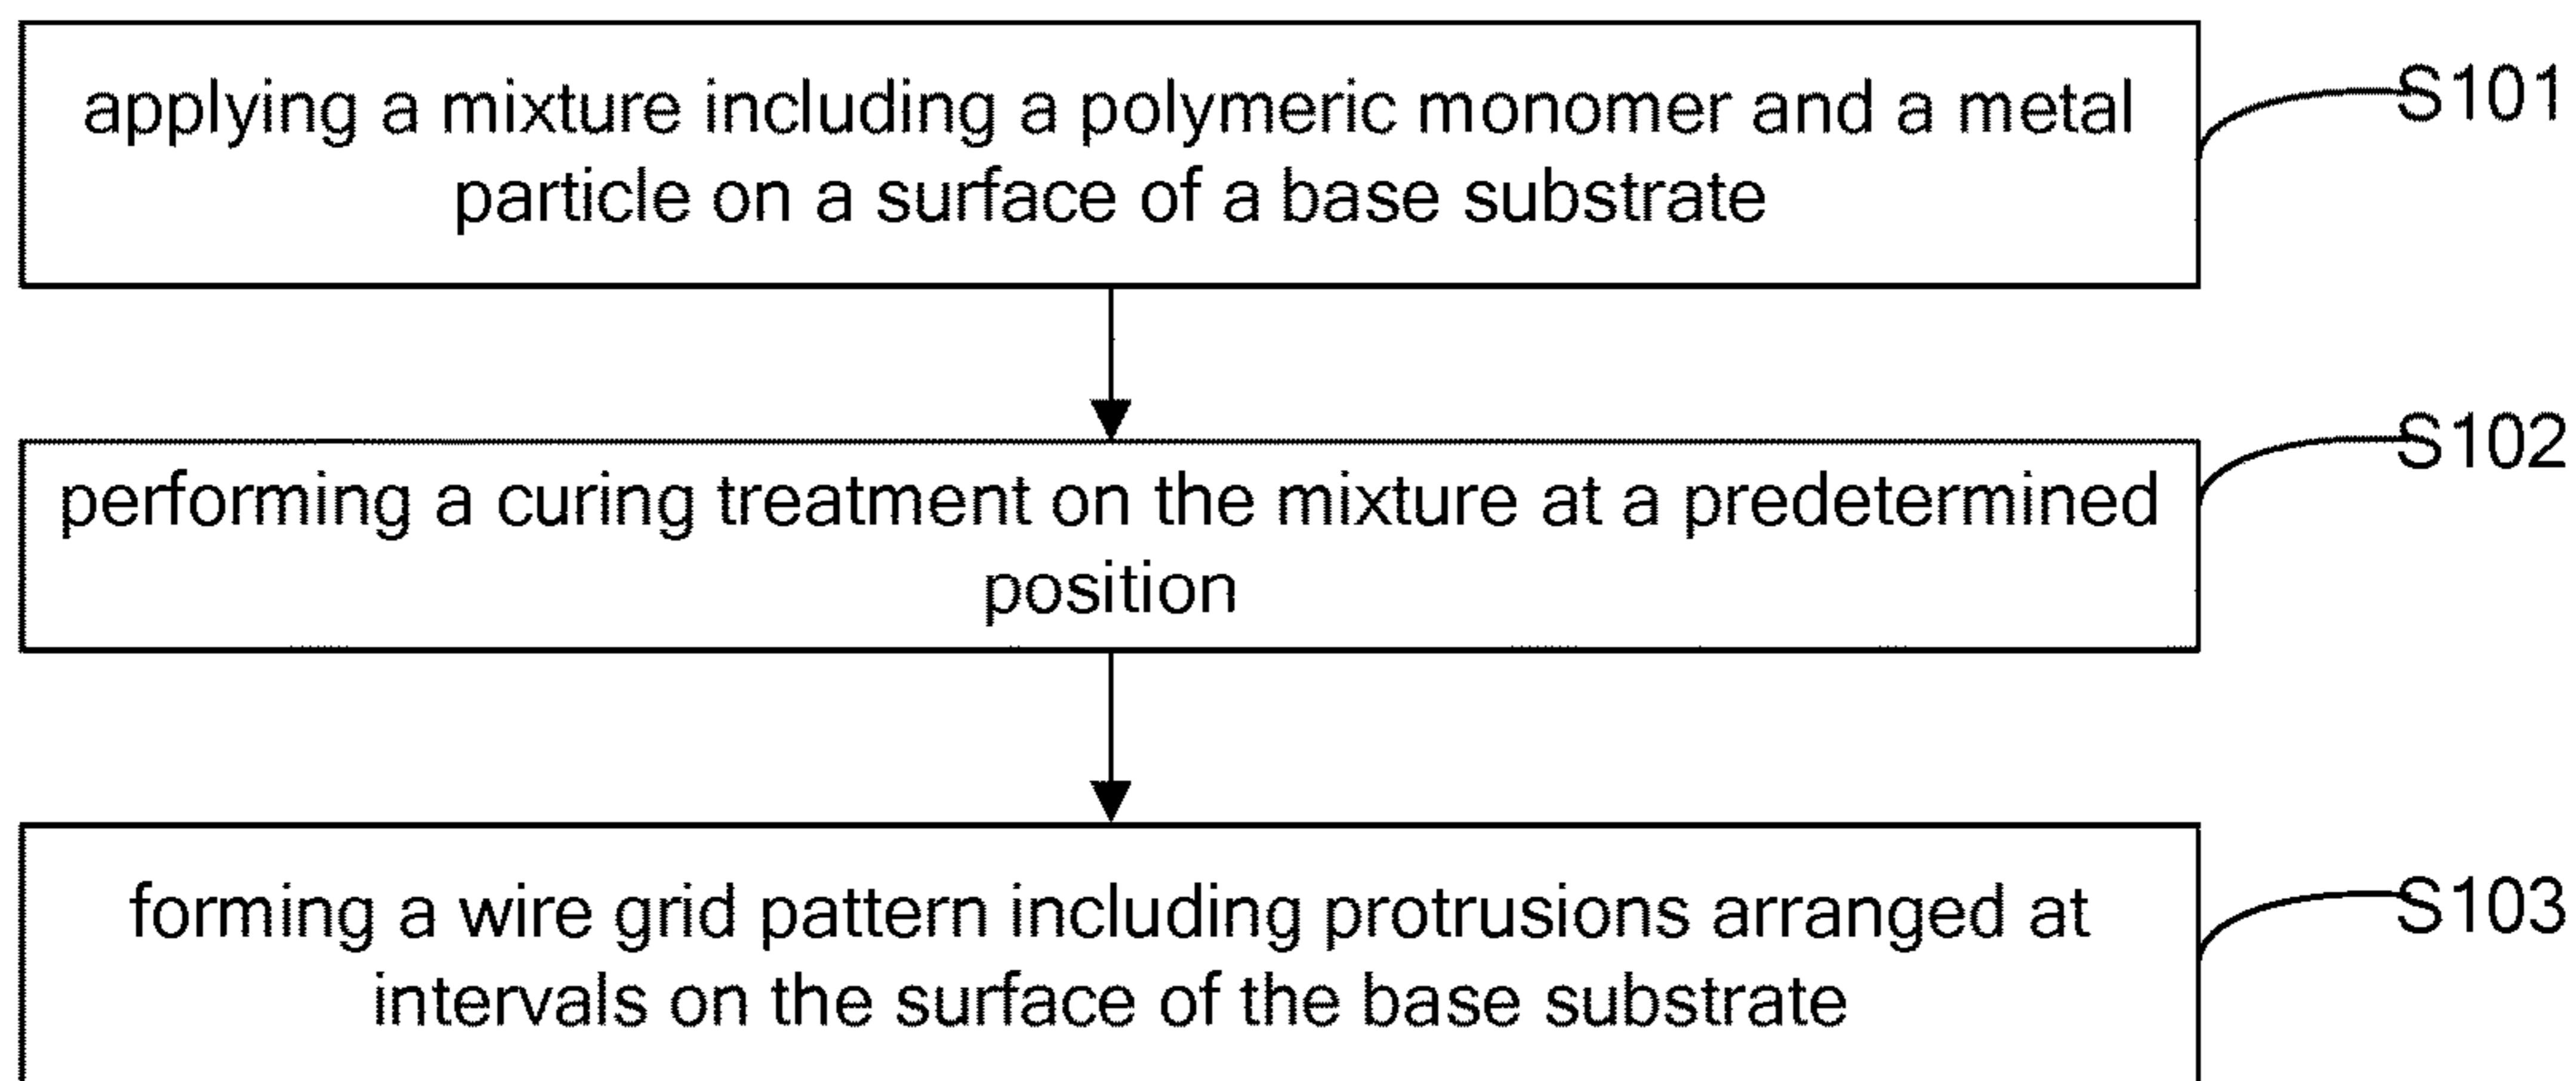 applying a mixture including a polymeric monomer and a metal
particle on a surface of a base substrate
S101
performing a curing treatment on the mixture at a predetermined
position
S102
forming a wire grid pattern including protrusions arranged at
intervals on the surface of the base substrate
S103